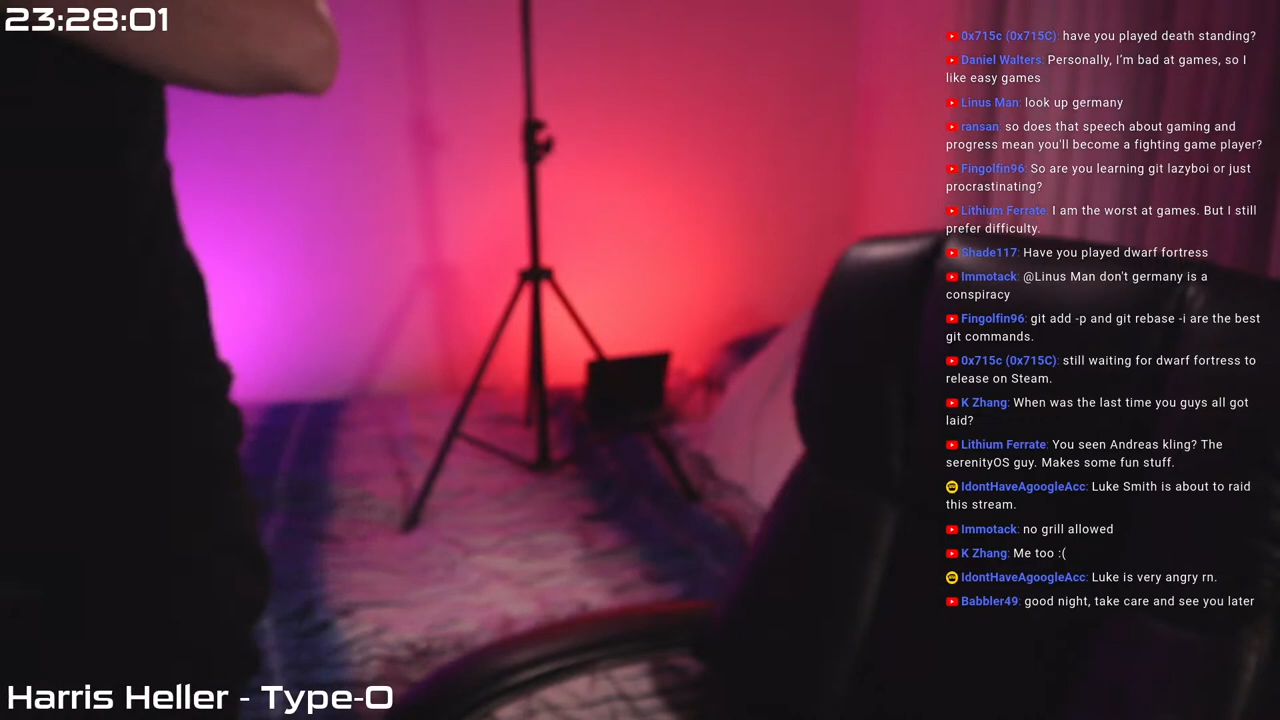 23:28:01
0x715c (0x715C): have you played death standing?
Daniel Walters: Personally, I’m bad at games, so I
like easy games
Linus Man: look up germany
ransan: so does that speech about gaming and
progress mean you'll become a fighting game player?
Fingolfin96: So are you learning git lazyboi or just
procrastinating?
Lithium Ferrate: I am the worst at games. But I still
prefer difficulty.
Shade117: Have you played dwarf fortress
Immotack: @Linus Man don't germany is a
conspiracy
Fingolfin96: git add -p and git rebase -i are the best
git commands.
0x715c (0x715C): still waiting for dwarf fortress to
release on Steam.
K Zhang: When was the last time you guys all got
laid?
Lithium Ferrate: You seen Andreas kling? The
serenityOS guy. Makes some fun stuff.
IdontHaveAgoogleAcc: Luke Smith is about to raid
this stream.
Immotack: no grill allowed
K Zhang: Me too :(
IdontHaveAgoogleAcc: Luke is very angry rn.
Babbler49: good night, take care and see you later
Harris Heller - Type-O